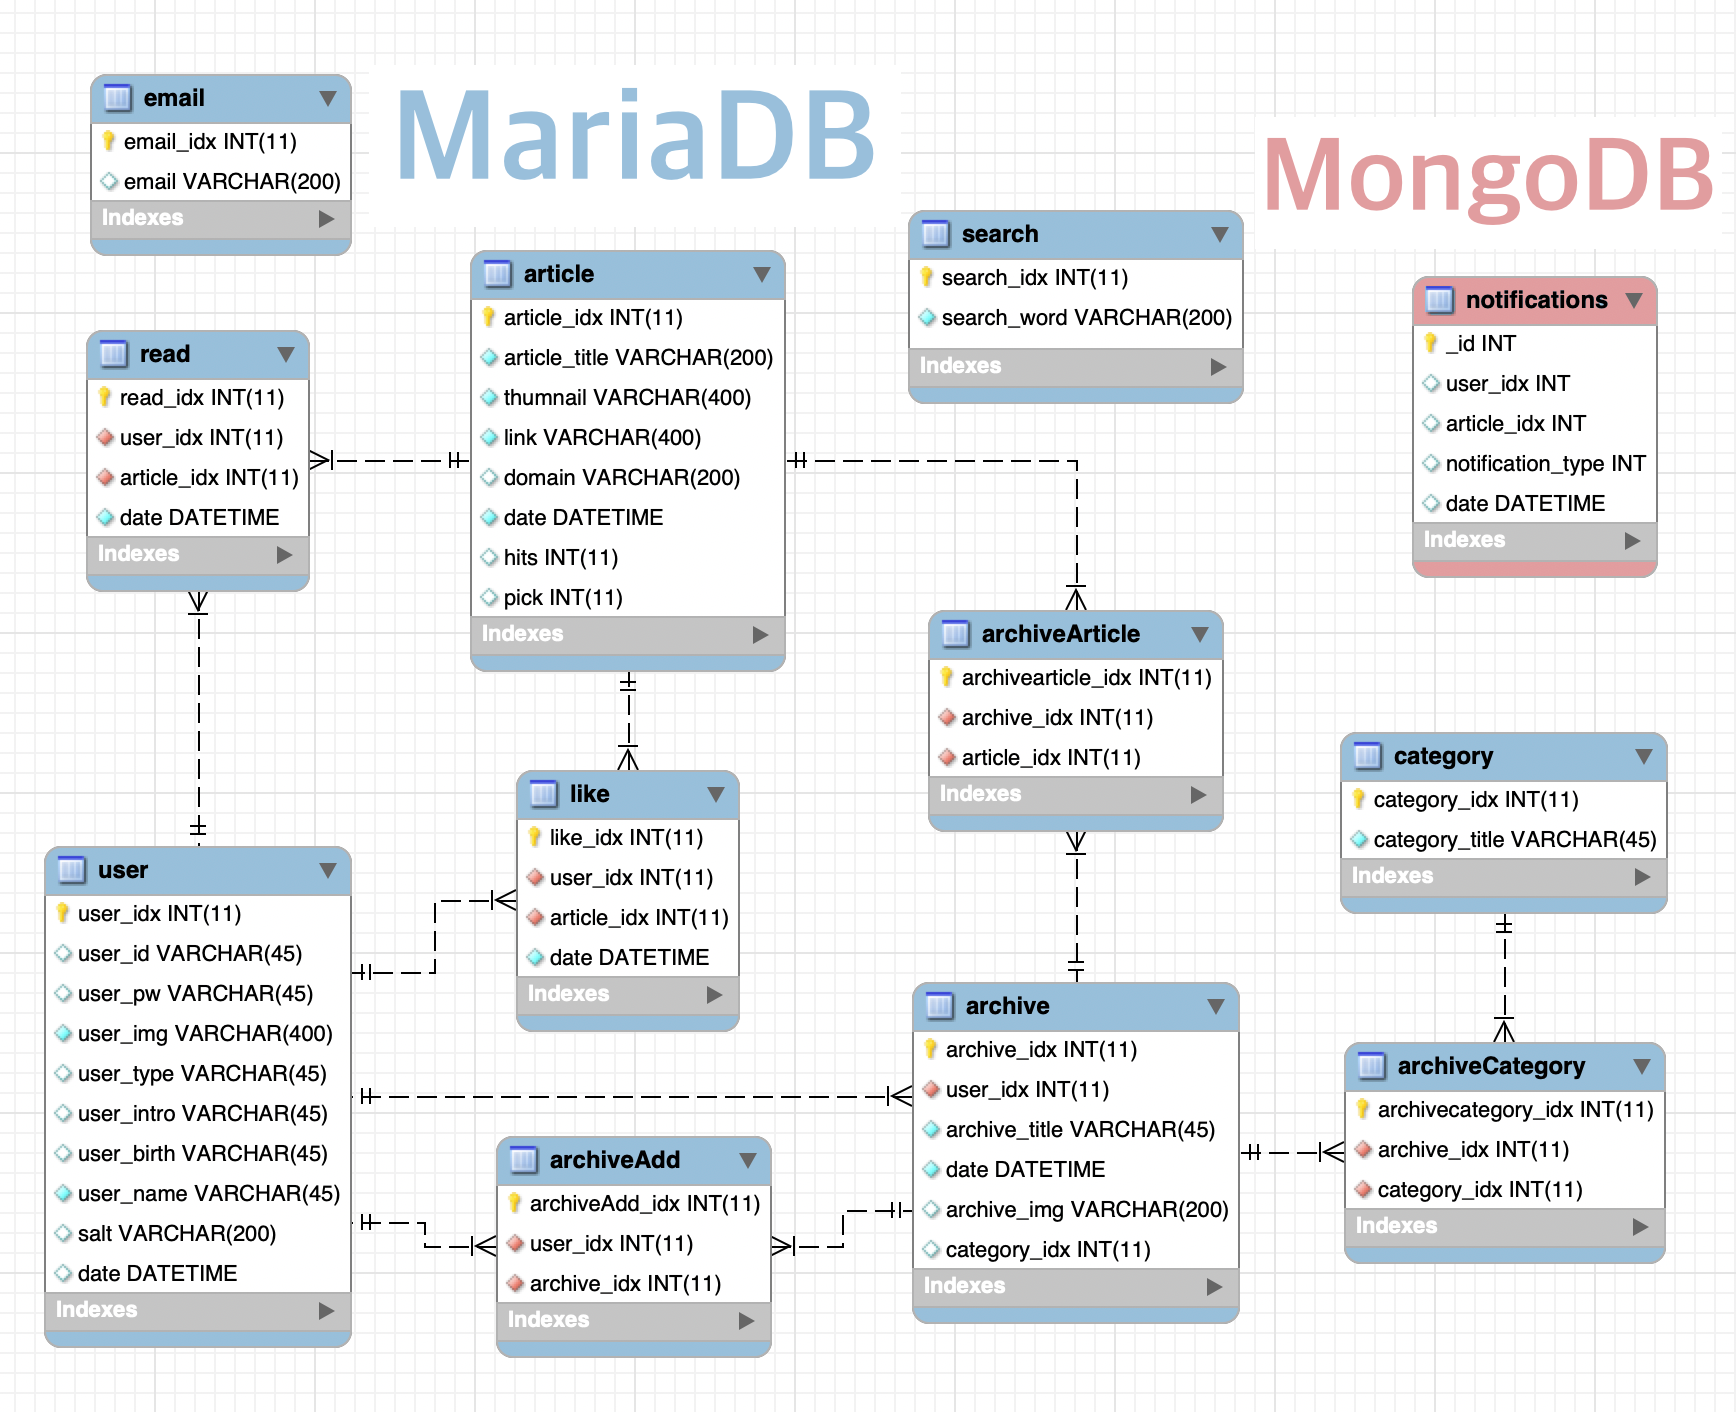 MariaDB
MongoDB
email
email_idx INT(11)
email VARCHAR(200)
Indexes
article
article_idx INT(11)
article_title VARCHAR(200)
thumnail VARCHAR(400)
link VARCHAR(400)
domain VARCHAR(200)
date DATETIME
hits INT(11)
pick INT(11)
Indexes
search
search_idx INT(11)
search_word VARCHAR(200)
Indexes
notifications
_id INT
user_idx INT
article_idx INT
notification_type INT
date DATETIME
Indexes
read
read_idx INT(11)
user_idx INT(11)
article_idx INT(11)
date DATETIME
Indexes
archiveArticle
archivearticle_idx INT(11)
archive_idx INT(11)
article_idx INT(11)
Indexes
category
category_idx INT(11)
category_title VARCHAR(45)
Indexes
like
like_idx INT(11)
user_idx INT(11)
article_idx INT(11)
date DATETIME
Indexes
user
user_idx INT(11)
user_id VARCHAR(45)
user_pw VARCHAR(45)
user_img VARCHAR(400)
user_type VARCHAR(45)
user_intro VARCHAR(45)
user_birth VARCHAR(45)
user_name VARCHAR(45)
salt VARCHAR(200)
date DATETIME
Indexes
archive
archive_idx INT(11)
user_idx INT(11)
archive_title VARCHAR(45)
date DATETIME
archive_img VARCHAR(200)
category_idx INT(11)
Indexes
archiveCategory
archivecategory_idx INT(11)
archive_idx INT(11)
category_idx INT(11)
Indexes
archiveAdd
archiveAdd_idx INT(11)
user_idx INT(11)
archive_idx INT(11)
Indexes